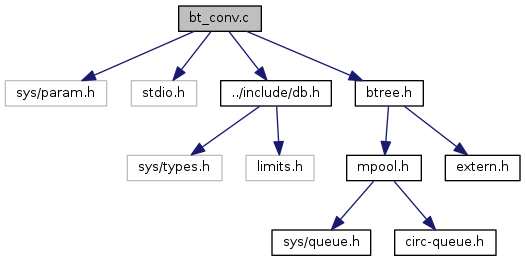 bt_conv.c
sys/param.h
stdio.h
../include/db.h
btree.h
sys/types.h
limits.h
mpool.h
extern.h
sys/queue.h
circ-queue.h